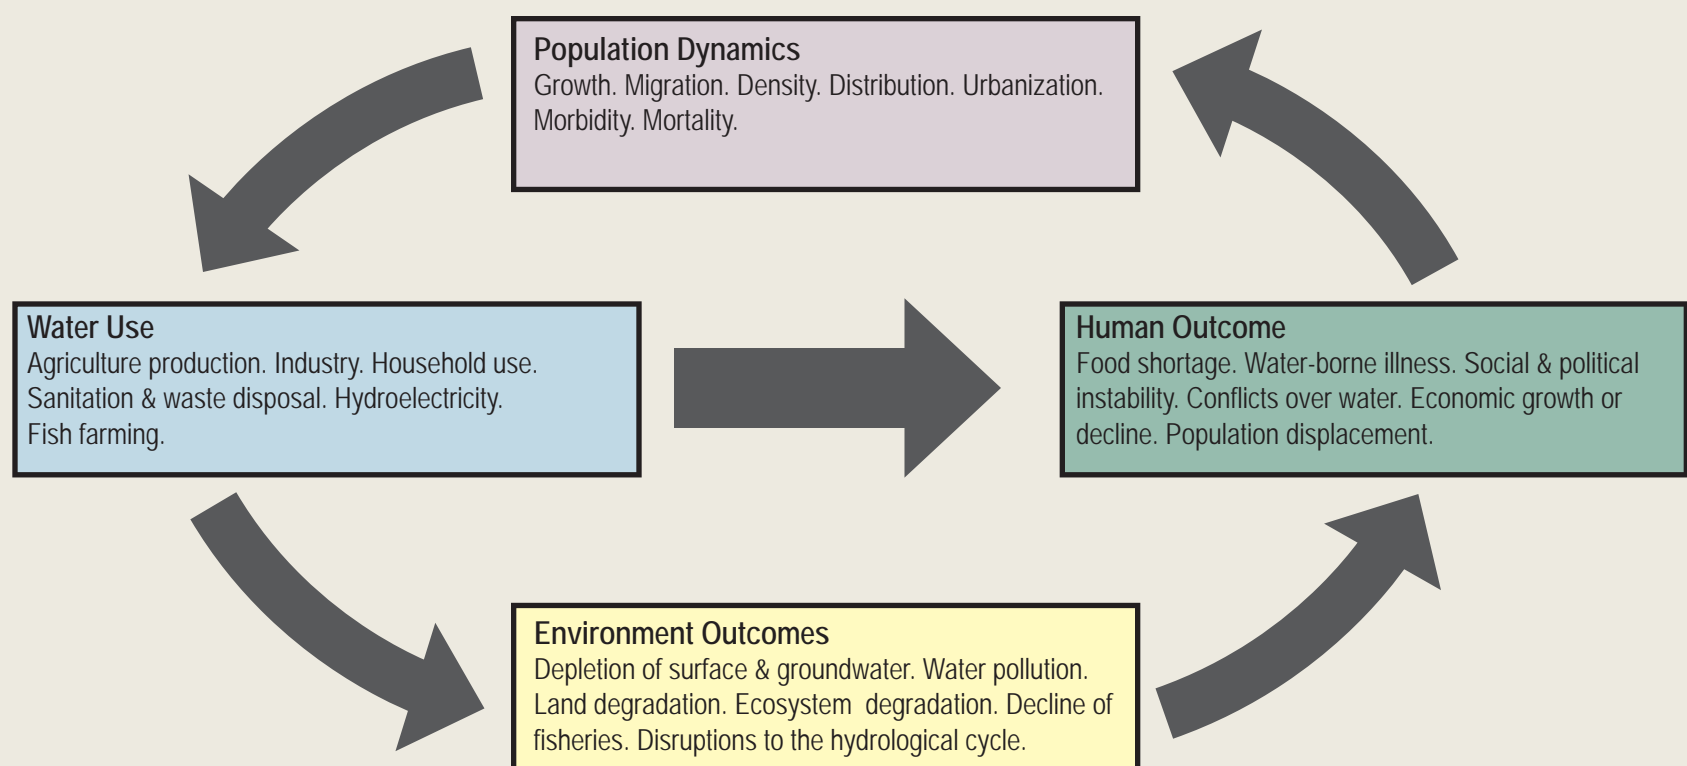 Population Dynamics
Growth. Migration. Density. Distribution. Urbanization.
Morbidity. Mortality.
Water Use
Agriculture production. Industry. Household use.
Sanitation & waste disposal. Hydroelectricity.
Fish farming.
Human Outcome
Food shortage. Water-borne illness. Social & political
instability. Conflicts over water. Economic growth or
decline. Population displacement.
Environment Outcomes
Depletion of surface & groundwater. Water pollution.
Land degradation. Ecosystem degradation. Decline of
fisheries. Disruptions to the hydrological cycle.